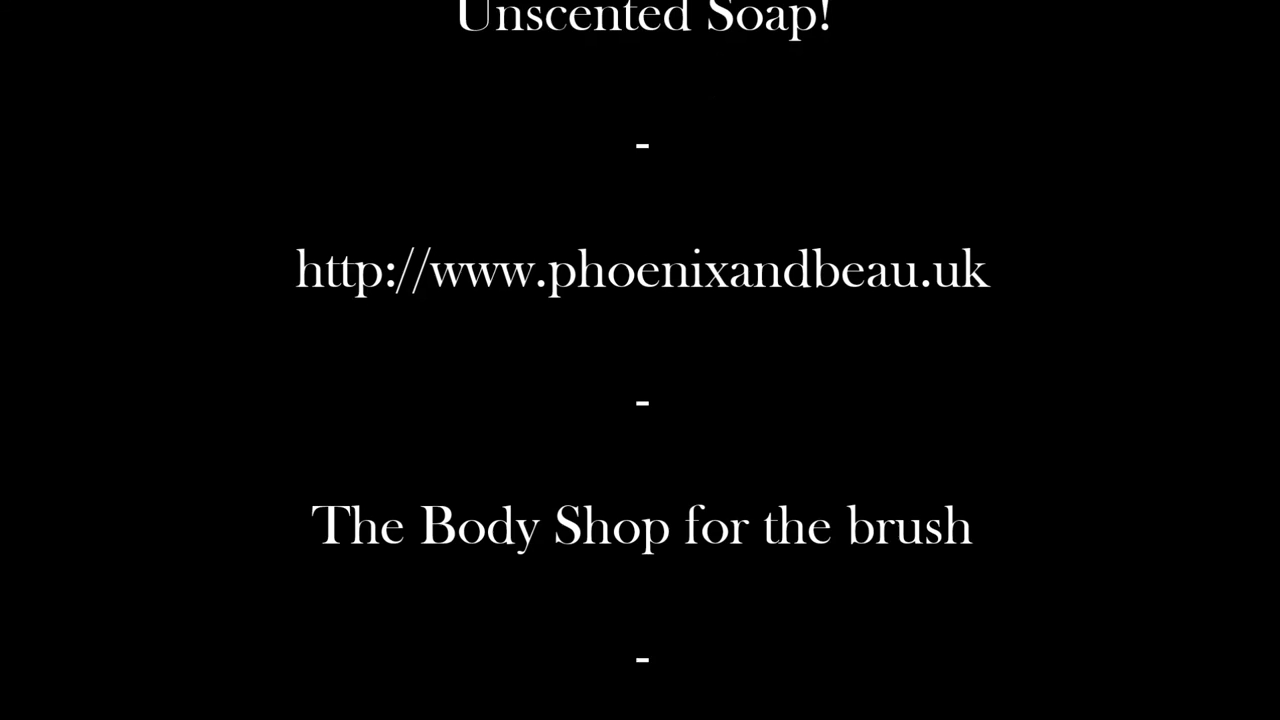 Unscented Soap!
-
http://www.phoenixandbeau.uk
-
The Body Shop for the brush
-